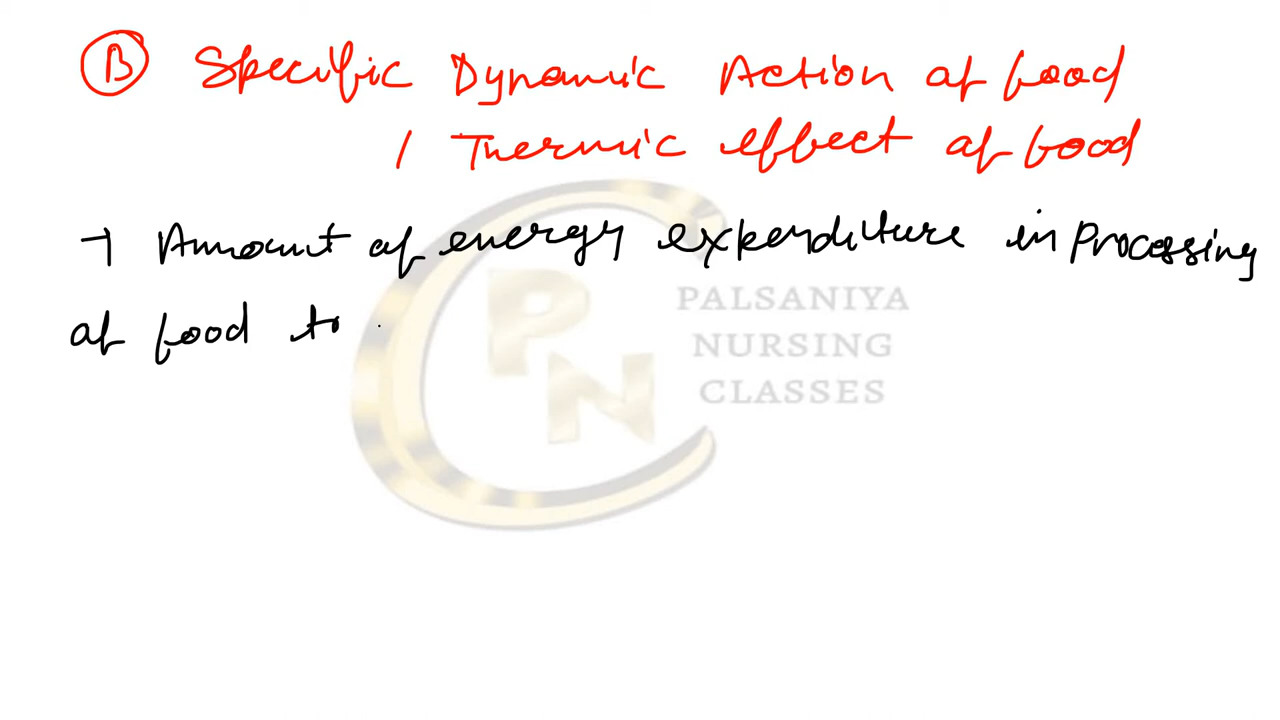 B Specific Dynamic Action of food
/ Thermic effect of food
→ Amount of energy expenditure in Processing
of food to
PALSANIYA
NURSING
CLASSES
PNC